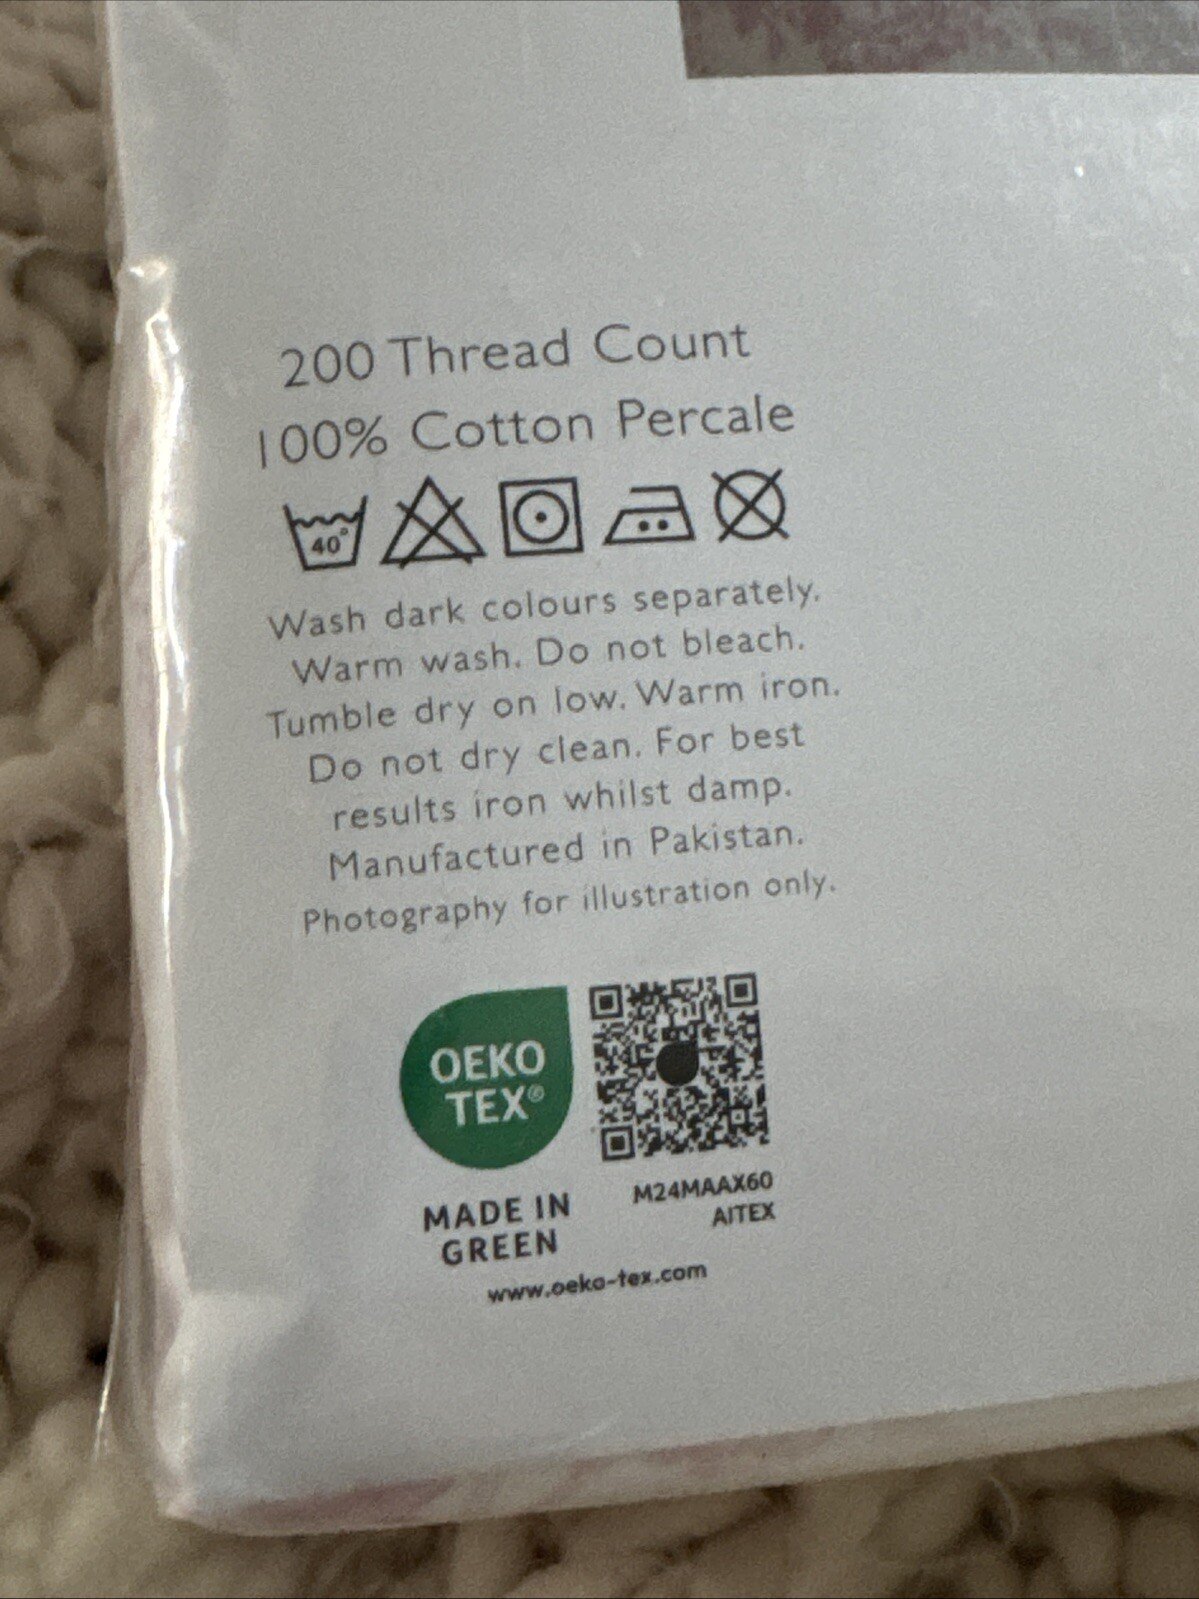 200 Thread Count
100% Cotton Percale
40°
Wash dark colours separately.
Warm wash. Do not bleach.
Tumble dry on low. Warm iron.
Do not dry clean. For best
results iron whilst damp.
Manufactured in Pakistan.
Photography for illustration only.
OEKO
TEX®
MADE IN
GREEN
M24MAAX60
AITEX
www.oeko-tex.com